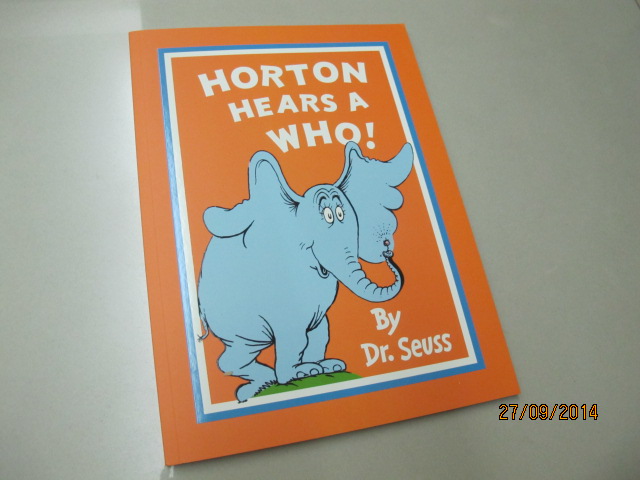 HORTON
HEARS A
WHO!
By
Dr. Seuss
27/09/2014